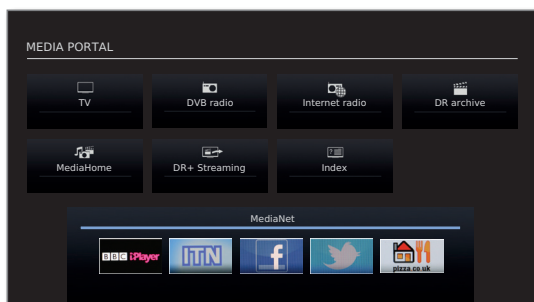 MEDIA PORTAL
TV
DVB radio
Internet radio
DR archive
MediaHome
DR+ Streaming
Index
MediaNet
BBC iPlayer
ITN
f
pizza.co.uk